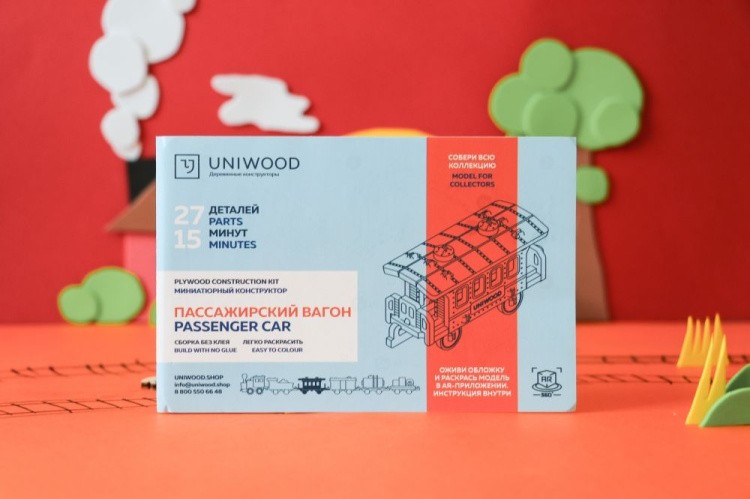 UNIWOOD
Деревянные конструкторы
27 ДЕТАЛЕЙ
PARTS
15 МИНУТ
MINUTES
PLYWOOD CONSTRUCTION KIT
МИНИАТЮРНЫЙ КОНСТРУКТОР
ПАССАЖИРСКИЙ ВАГОН
PASSENGER CAR
СБОРКА БЕЗ КЛЕЯ ЛЕГКО РАСКРАСИТЬ
BUILD WITH NO GLUE EASY TO COLOUR
UNIWOOD.SHOP
info@uniwood.shop
8 800 550 66 48
СОБЕРИ ВСЮ
КОЛЛЕКЦИЮ
MODEL FOR
COLLECTORS
UNIWOOD
ОЖИВИ ОБЛОЖКУ
И РАСКРАСЬ МОДЕЛЬ
В AR-ПРИЛОЖЕНИИ.
ИНСТРУКЦИЯ ВНУТРИ
AR
360°